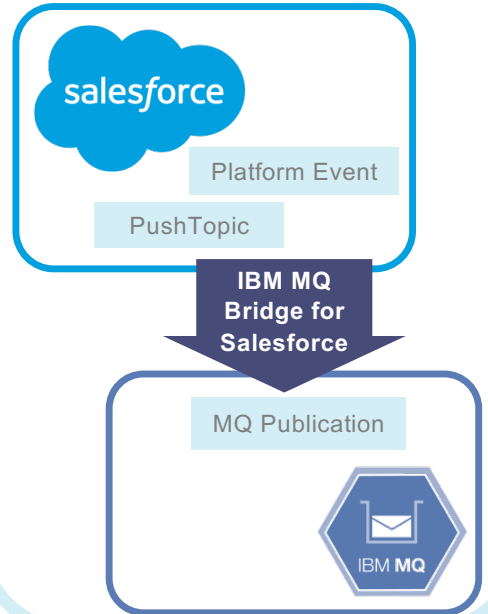 salesforce
Platform Event
PushTopic
IBM MQ
Bridge for
Salesforce
MQ Publication
IBM MQ